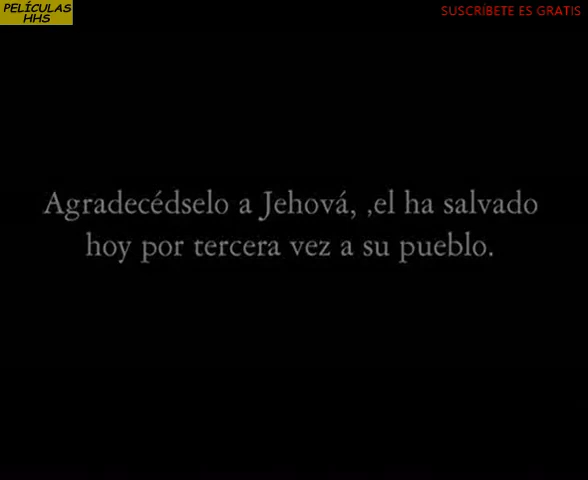 PELÍCULAS
HHS
SUSCRÍBETE ES GRATIS
Agradecédselo a Jehová, ,el ha salvado
hoy por tercera vez a su pueblo.